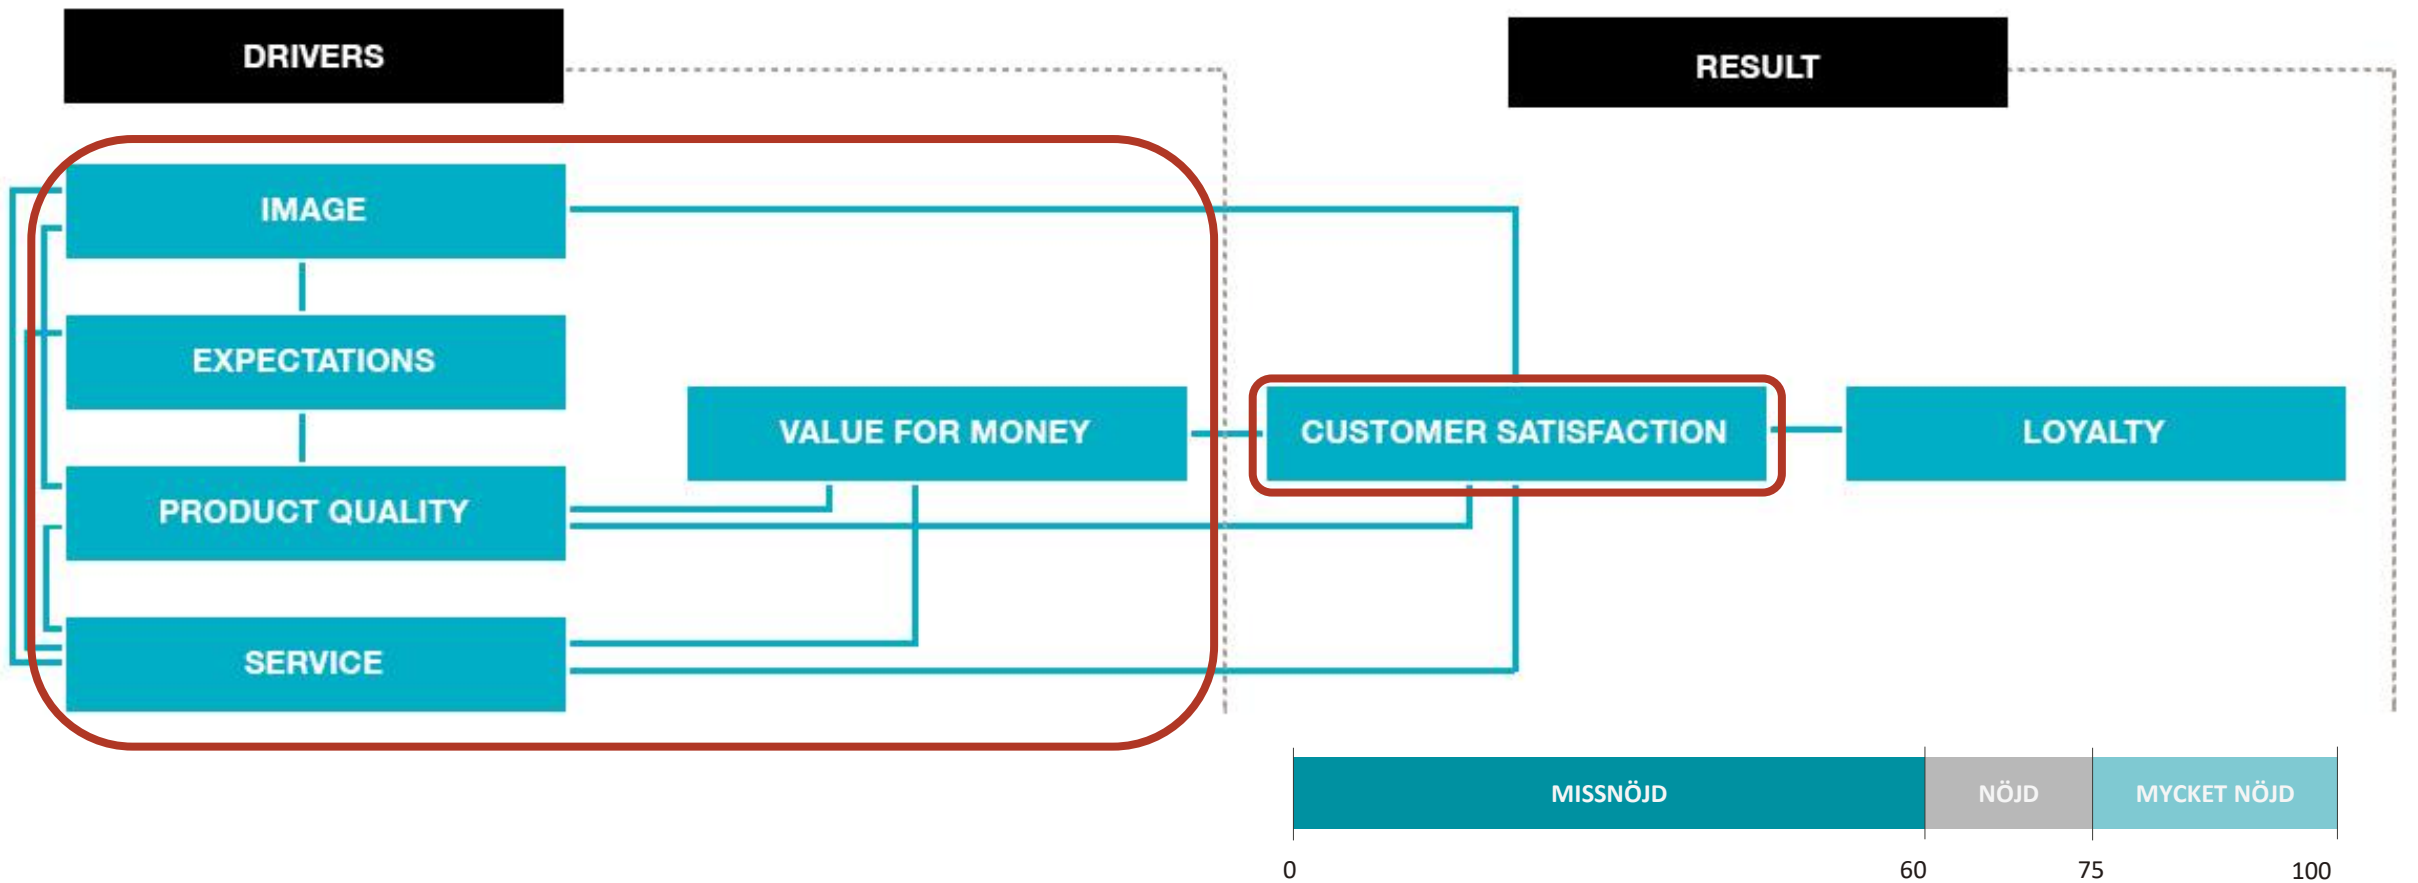 DRIVERS
RESULT
IMAGE
EXPECTATIONS
PRODUCT QUALITY
SERVICE
VALUE FOR MONEY
CUSTOMER SATISFACTION
LOYALTY
MISSNÖJD
NÖJD
MYCKET NÖJD
0
60
75
100